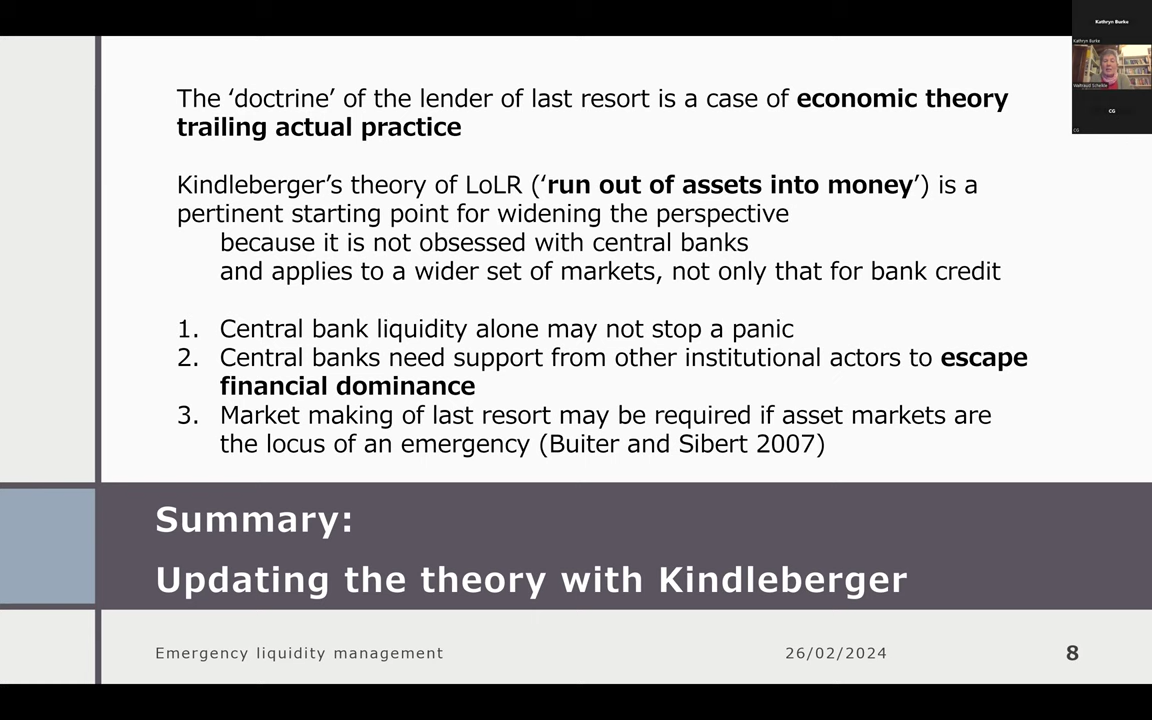 The ‘doctrine’ of the lender of last resort is a case of economic theory
trailing actual practice
Kindleberger’s theory of LoLR (‘run out of assets into money’) is a
pertinent starting point for widening the perspective
because it is not obsessed with central banks
and applies to a wider set of markets, not only that for bank credit
1. Central bank liquidity alone may not stop a panic
2. Central banks need support from other institutional actors to escape
financial dominance
3. Market making of last resort may be required if asset markets are
the locus of an emergency (Buiter and Sibert 2007)
Summary:
Updating the theory with Kindleberger
Emergency liquidity management
26/02/2024
8
Kathryn Burke
Kathryn Burke
Waltraud Schelkle
CG
CG